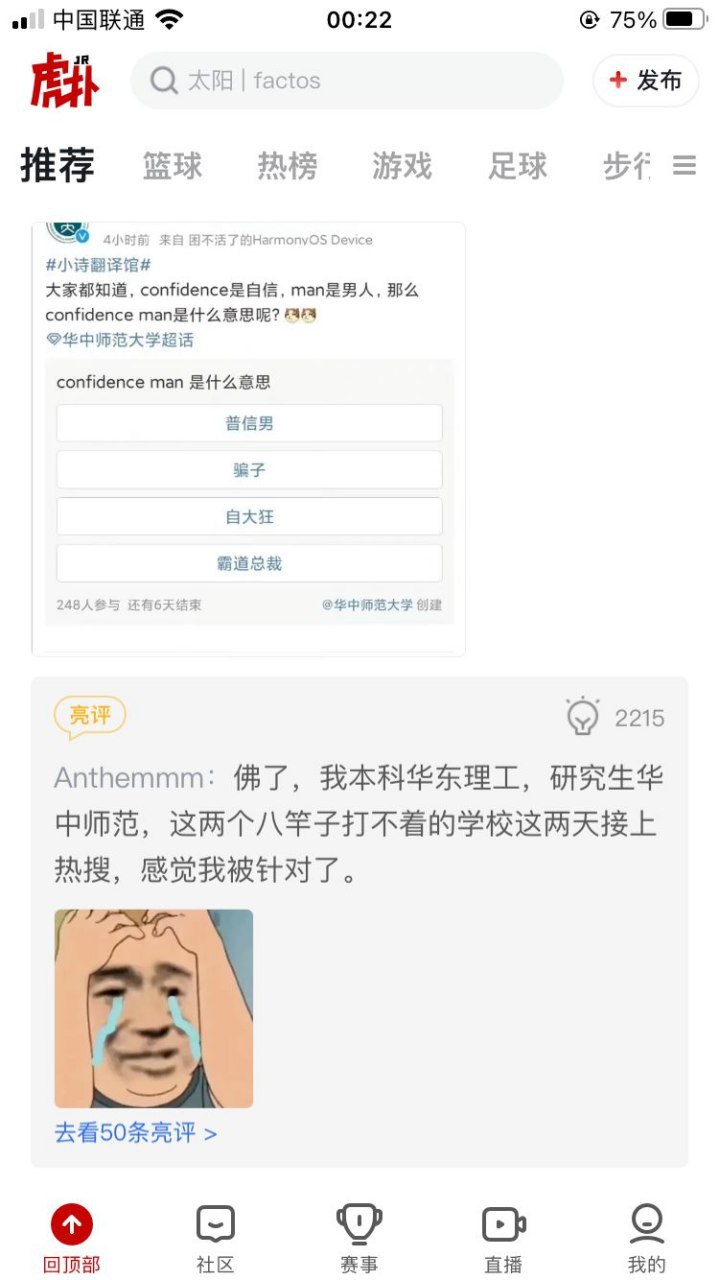 中国联通 00:22 75%
虎扑 JR 太阳 | factos + 发布
推荐 篮球 热榜 游戏 足球 步行
4小时前 来自 困不活了的HarmonyOS Device
#小诗翻译馆#
大家都知道，confidence是自信，man是男人，那么
confidence man是什么意思呢？
华中师范大学超话
confidence man 是什么意思
普信男
骗子
自大狂
霸道总裁
248人参与 还有6天结束 @华中师范大学 创建
亮评 2215
Anthemmm：佛了，我本科华东理工，研究生华
中师范，这两个八竿子打不着的学校这两天接上
热搜，感觉我被针对了。
去看50条亮评 >
回顶部 社区 赛事 直播 我的